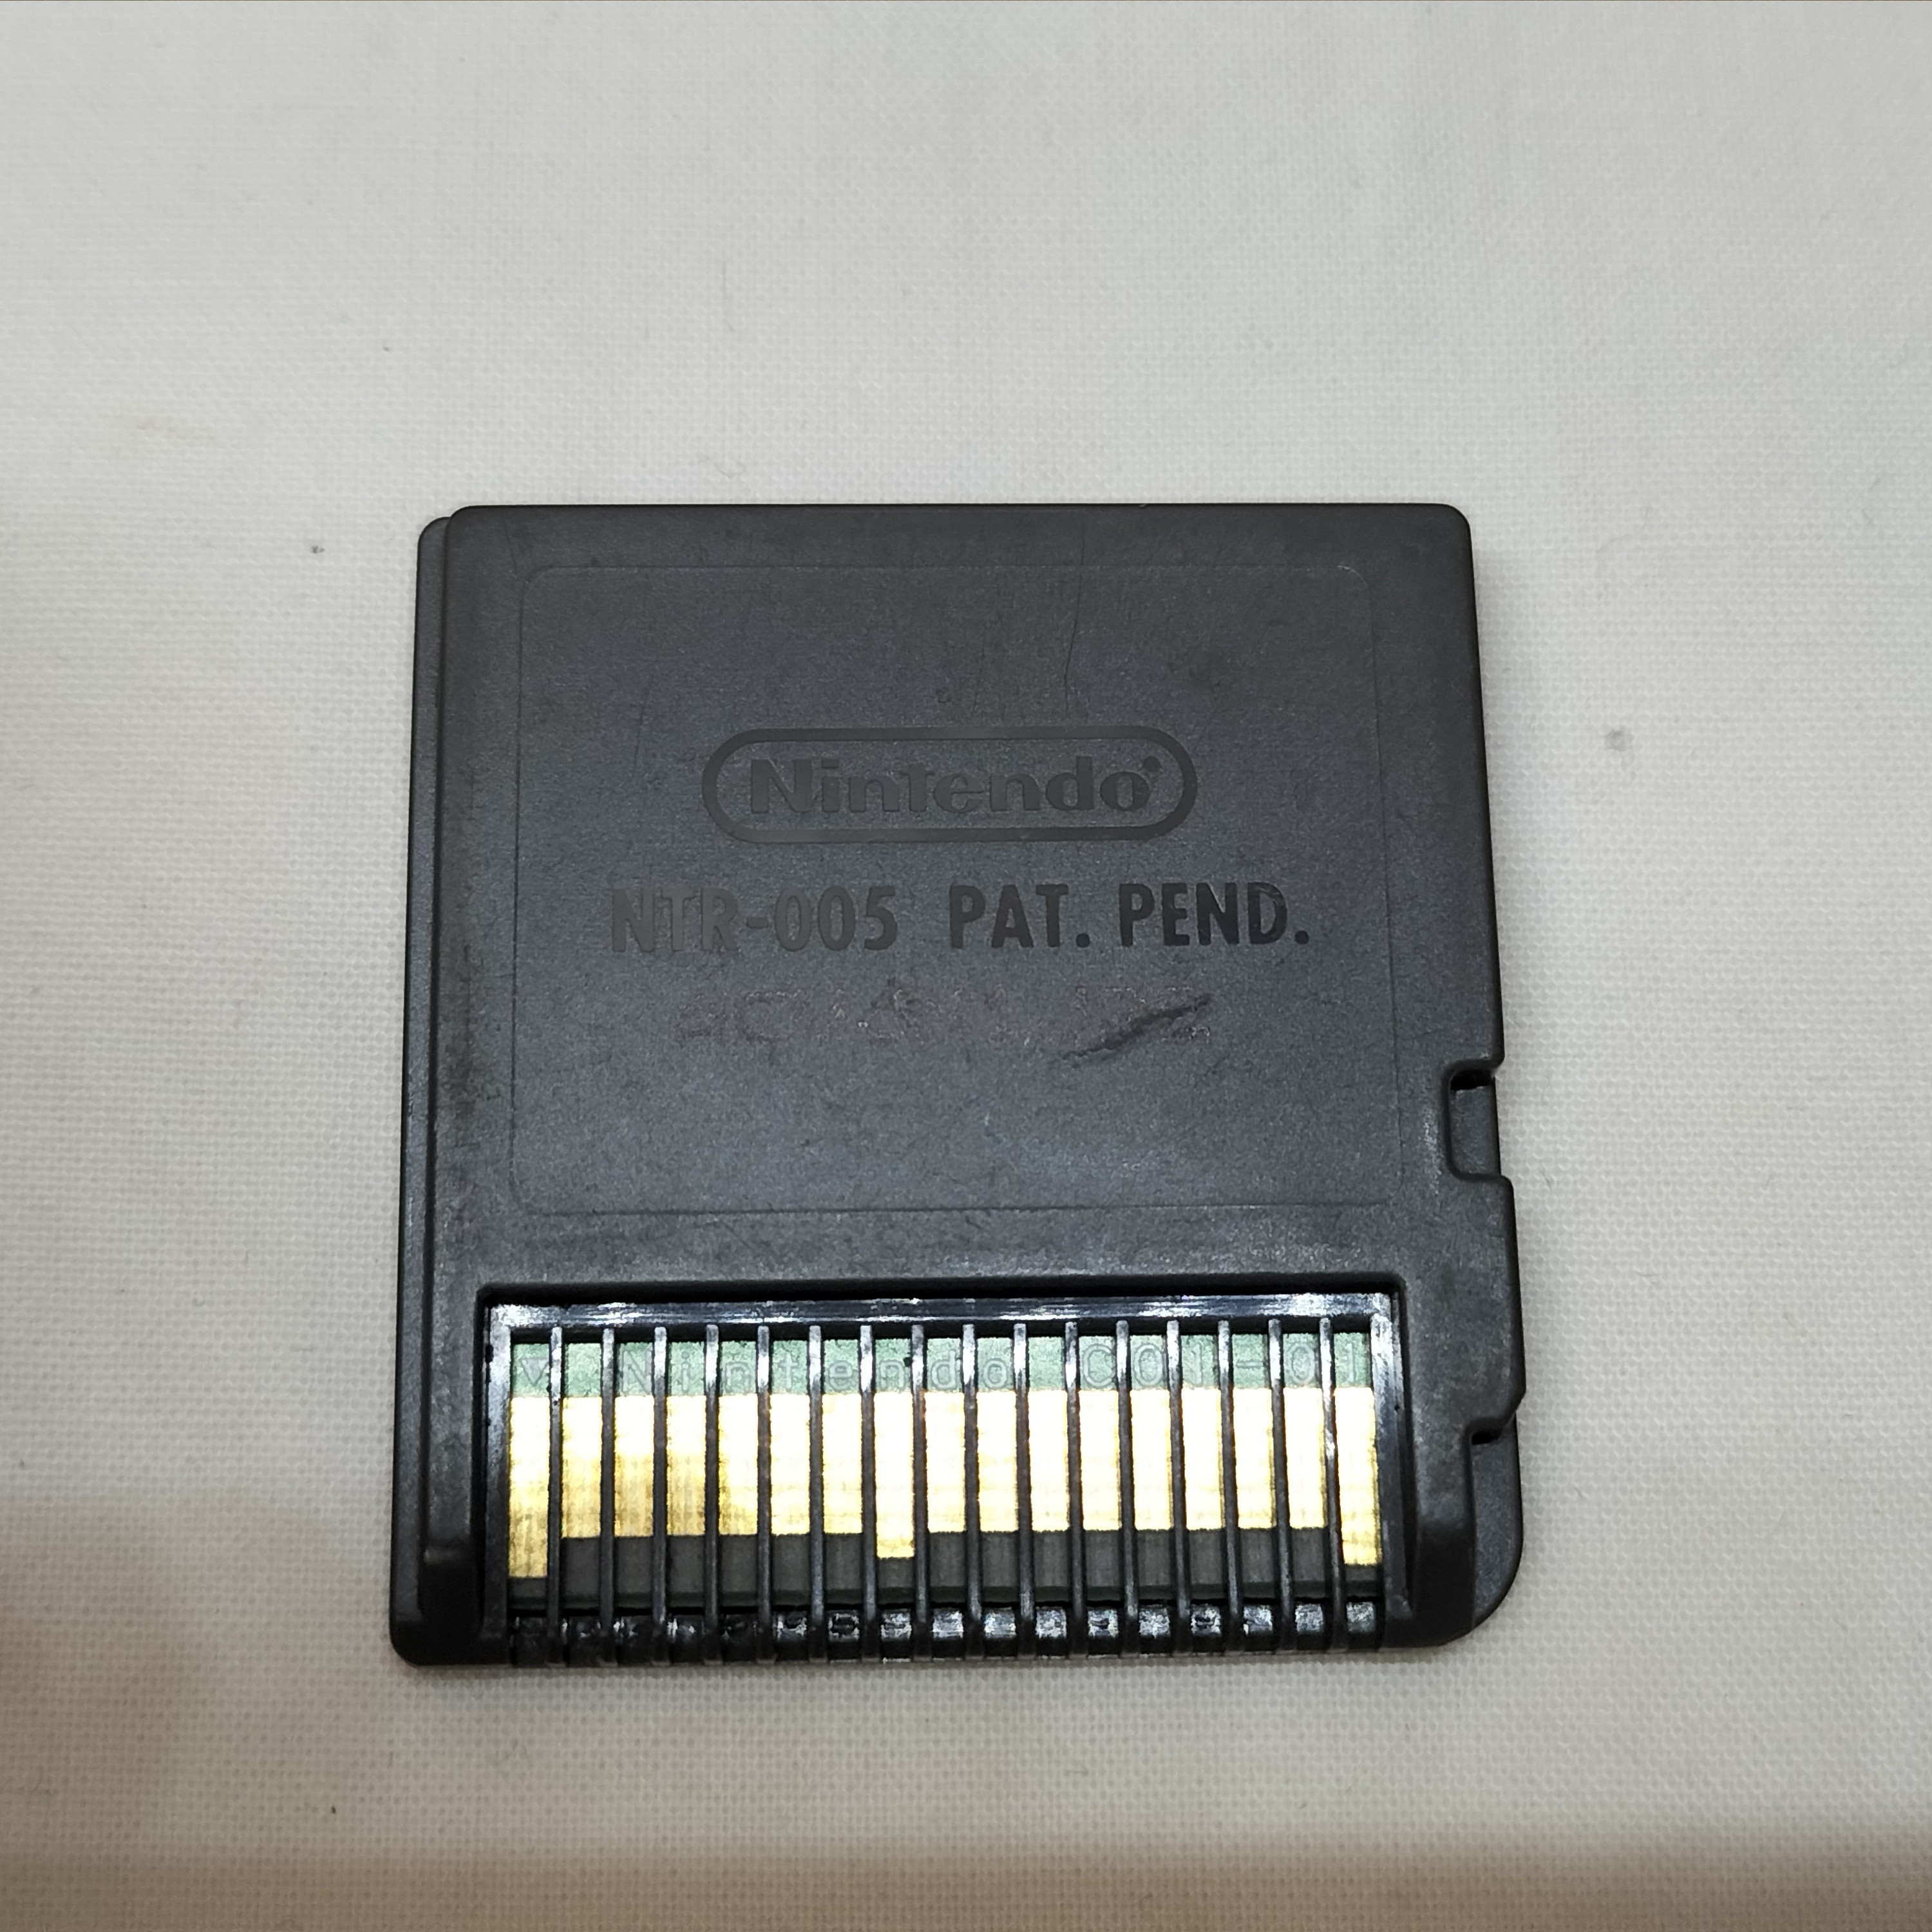 Nintendo®
NTR-005 PAT. PEND.
Nintendo C01-01